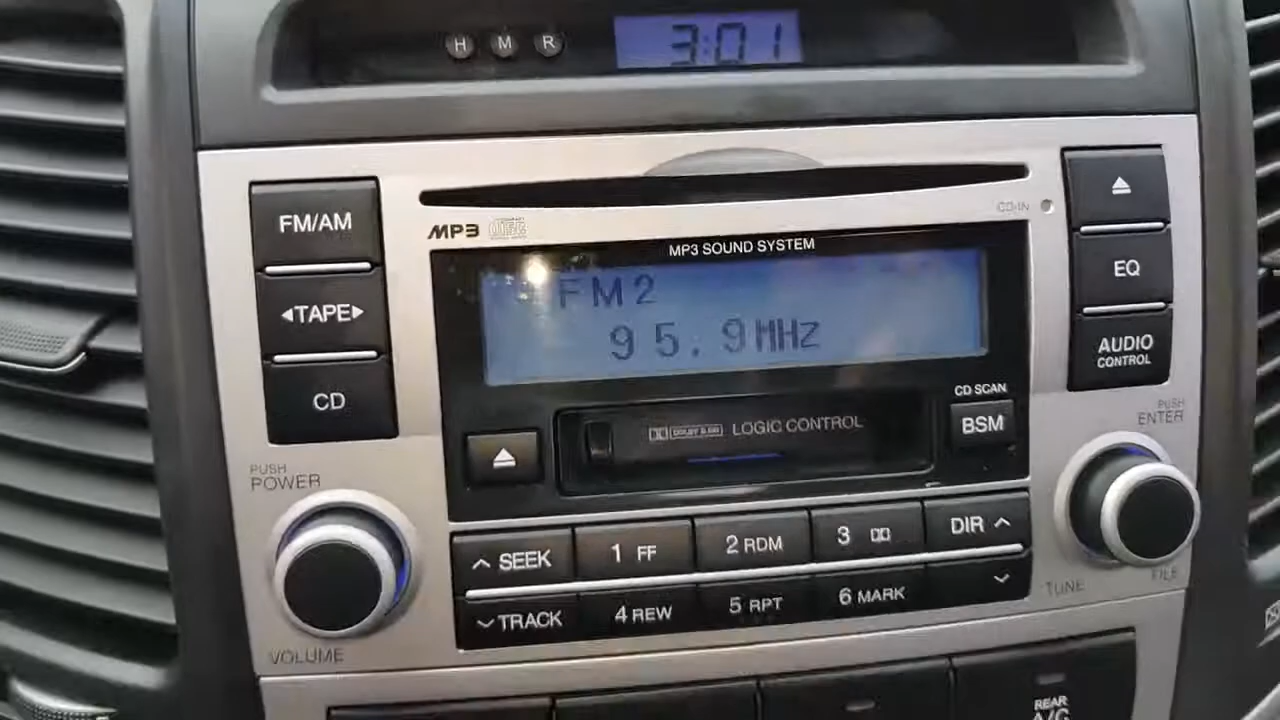 H M R
3:01
FM/AM
◀TAPE▶
CD
MP3
CD-IN
MP3 SOUND SYSTEM
FM2
95.9MHz
EQ
AUDIO
CONTROL
CD SCAN
BSM
LOGIC CONTROL
PUSH
POWER
VOLUME
PUSH
ENTER
TUNE
FILE
SEEK
1 FF
2 RDM
3
DIR
TRACK
4 REW
5 RPT
6 MARK
REAR
A/C